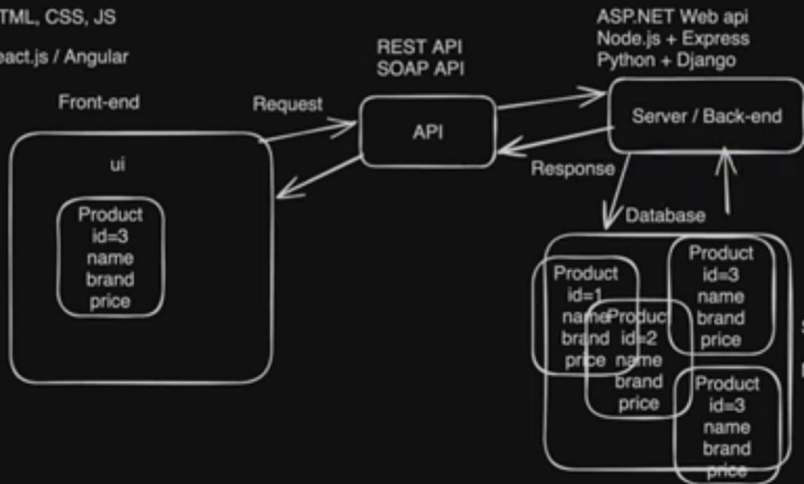 TML, CSS, JS
eact.js / Angular
Front-end
ui
Product
id=3
name
brand
price
Request
REST API
SOAP API
API
Response
ASP.NET Web api
Node.js + Express
Python + Django
Server / Back-end
Database
Product
id=1
name
brand
price
Product
id=2
name
brand
price
Product
id=3
name
brand
price
Product
id=3
name
brand
price